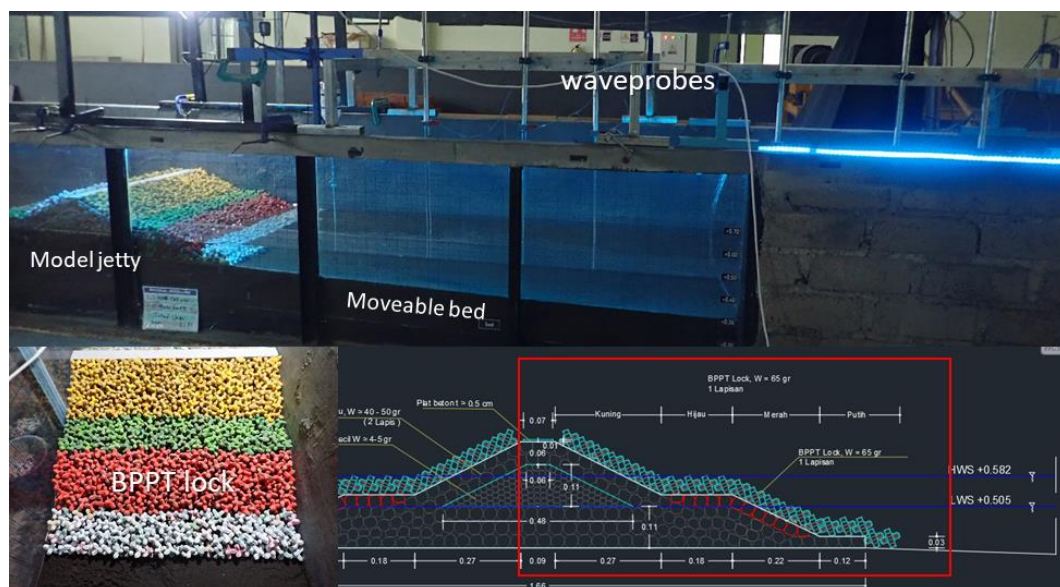 waveprobes
Model jetty
Moveable bed
BPPT lock
BPPT Lock, W = 65 gr
1 Lapisan
Plat beton t > 0.5 cm
0.07
Kuning
Hijau
Merah
Putih
u, W = 40 - 50 gr
( 2 Lapis )
ecil W = 4-5 gr
0.01
0.06
BPPT Lock, W = 65 gr
1 Lapisan
HWS +0.582
0.06
0.11
LWS +0.505
0.48
0.11
0.03
0.18
0.27
0.09
0.27
0.18
0.22
0.12
1.66